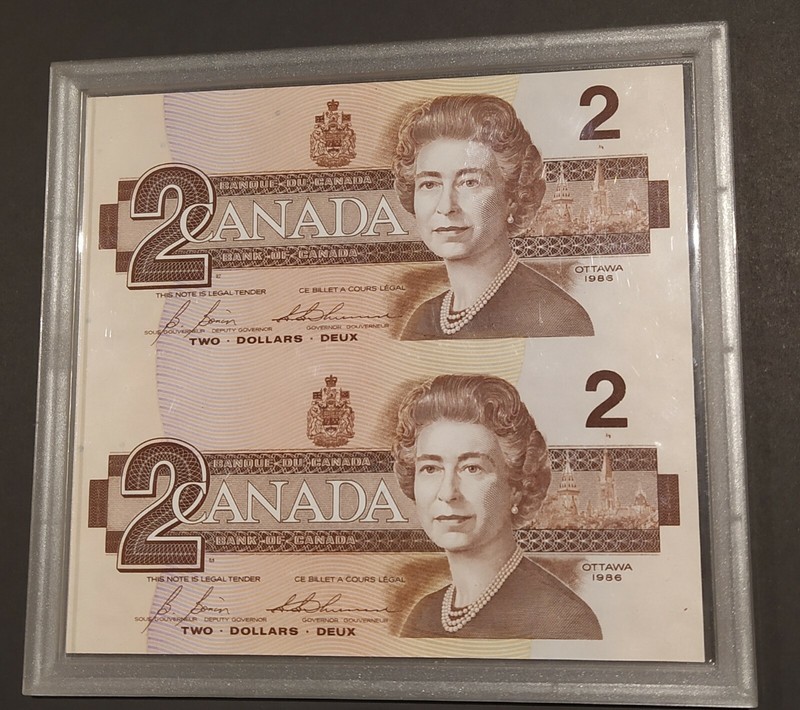 2
2
BANQUE·DU·CANADA
CANADA
BANK·OF·CANADA
OTTAWA
1986
THIS NOTE IS LEGAL TENDER CE BILLET A COURS LÉGAL
SOUS-GOUVERNEUR DEPUTY GOVERNOR GOVERNOR GOUVERNEUR
TWO · DOLLARS · DEUX
2
2
BANQUE·DU·CANADA
CANADA
BANK·OF·CANADA
OTTAWA
1986
THIS NOTE IS LEGAL TENDER CE BILLET A COURS LÉGAL
SOUS-GOUVERNEUR DEPUTY GOVERNOR GOVERNOR GOUVERNEUR
TWO · DOLLARS · DEUX